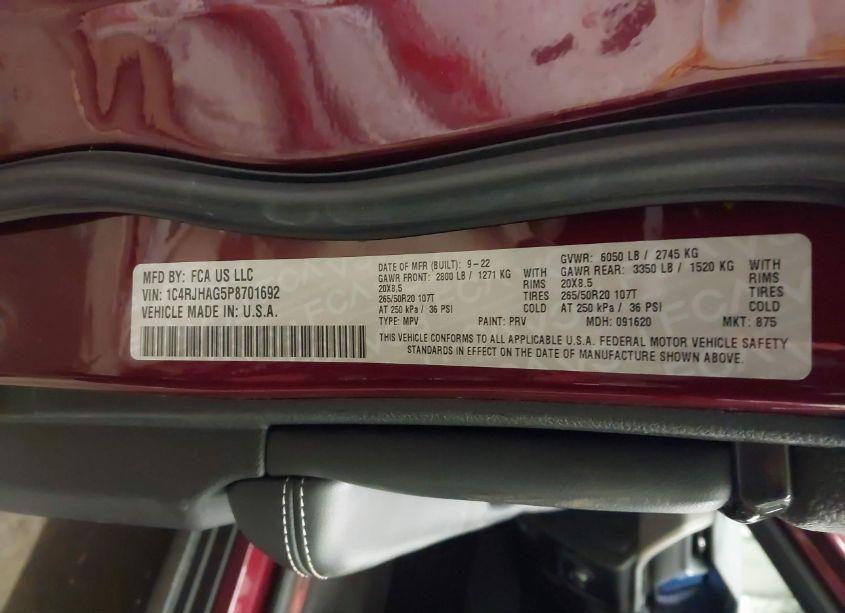 MFD BY: FCA US LLC
VIN: 1C4RJHAG5P8701692
VEHICLE MADE IN: U.S.A.
DATE OF MFR (BUILT): 9-22
GAWR FRONT: 2800 LB / 1271 KG WITH
20X8.5 RIMS
265/50R20 107T TIRES
AT 250 kPa / 36 PSI COLD
GVWR: 6050 LB / 2745 KG
GAWR REAR: 3350 LB / 1520 KG WITH
20X8.5 RIMS
265/50R20 107T TIRES
AT 250 kPa / 36 PSI COLD
TYPE: MPV PAINT: PRV MDH: 091620 MKT: 875
THIS VEHICLE CONFORMS TO ALL APPLICABLE U.S.A. FEDERAL MOTOR VEHICLE SAFETY
STANDARDS IN EFFECT ON THE DATE OF MANUFACTURE SHOWN ABOVE.